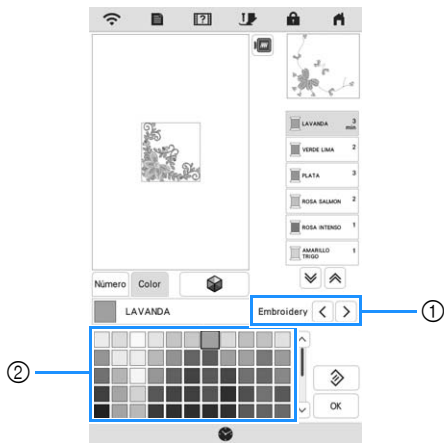 LAVANDA 3 min
VERDE LIMA 2
PLATA 3
ROSA SALMON 2
ROSA INTENSO 1
AMARILLO TRIGO 1
Número Color
LAVANDA
Embroidery < >
①
②
OK